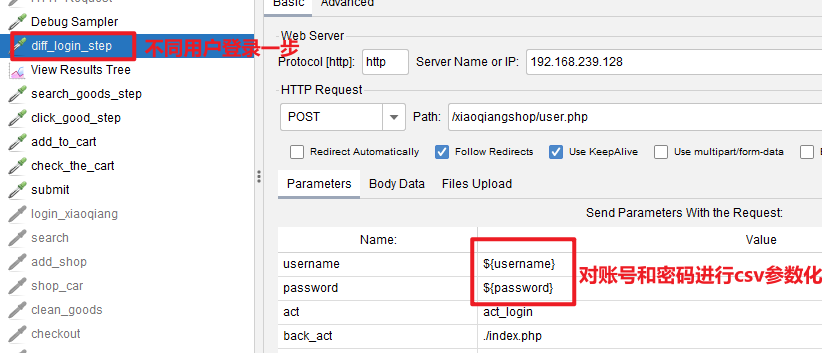 HTTP Request
Debug Sampler
diff_login_step
不同用户登录一步
View Results Tree
search_goods_step
click_good_step
add_to_cart
check_the_cart
submit
login_xiaoqiang
search
add_shop
shop_car
clean_goods
checkout
Basic Advanced
Web Server
Protocol [http]: http Server Name or IP: 192.168.239.128
HTTP Request
POST Path: /xiaoqiangshop/user.php
Redirect Automatically Follow Redirects Use KeepAlive Use multipart/form-data
Parameters Body Data Files Upload
Send Parameters With the Request:
Name: Value
username ${username}
password ${password}
对账号和密码进行csv参数化
act act_login
back_act ./index.php